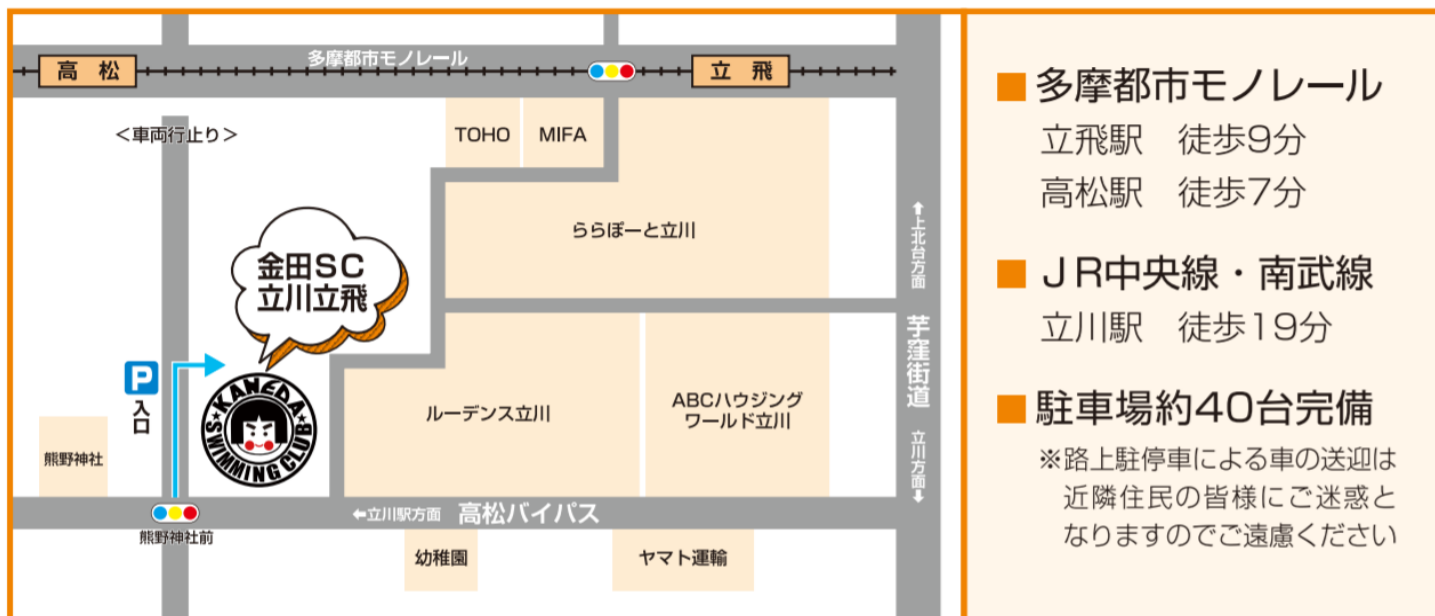 多摩都市モノレール
高松
立飛
＜車両行止り＞
TOHO
MIFA
ららぽーと立川
金田SC
立川立飛
↑上北台方面
芋窪街道
立川方面↓
P
入口
KANEDA
SWIMMING CLUB
ルーデンス立川
ABCハウジング
ワールド立川
熊野神社
←立川駅方面 高松バイパス
熊野神社前
幼稚園
ヤマト運輸
■ 多摩都市モノレール
立飛駅　徒歩9分
高松駅　徒歩7分
■ JR中央線・南武線
立川駅　徒歩19分
■ 駐車場約40台完備
※路上駐停車による車の送迎は
近隣住民の皆様にご迷惑と
なりますのでご遠慮ください